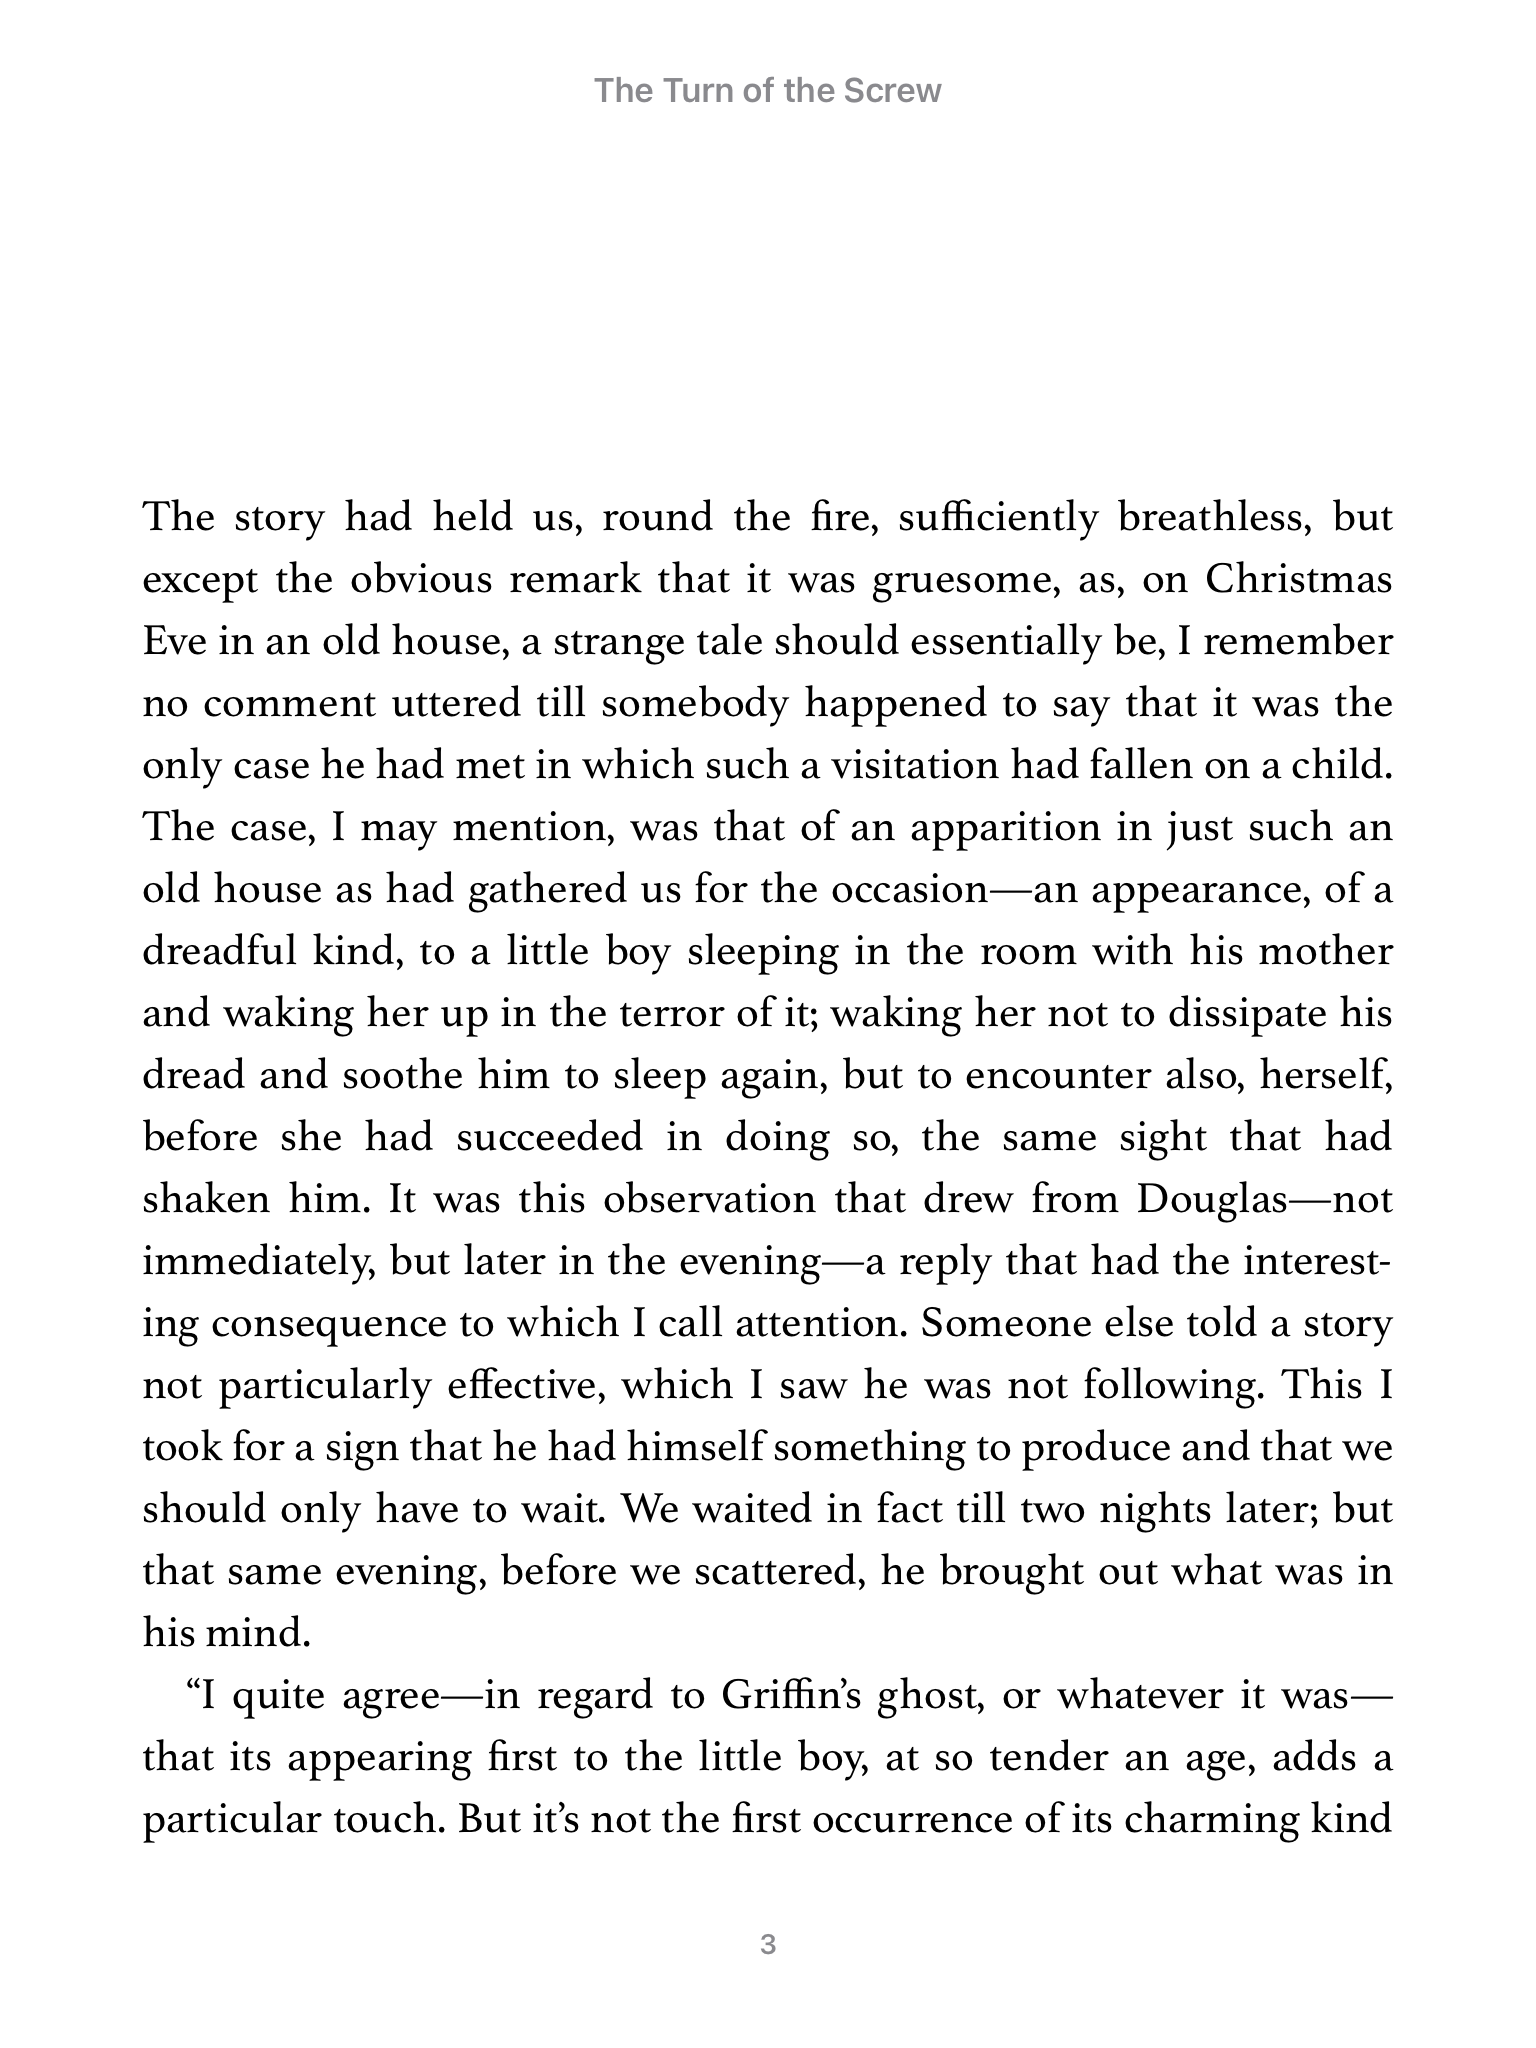 The Turn of the Screw
The story had held us, round the fire, sufficiently breathless, but
except the obvious remark that it was gruesome, as, on Christmas
Eve in an old house, a strange tale should essentially be, I remember
no comment uttered till somebody happened to say that it was the
only case he had met in which such a visitation had fallen on a child.
The case, I may mention, was that of an apparition in just such an
old house as had gathered us for the occasion—an appearance, of a
dreadful kind, to a little boy sleeping in the room with his mother
and waking her up in the terror of it; waking her not to dissipate his
dread and soothe him to sleep again, but to encounter also, herself,
before she had succeeded in doing so, the same sight that had
shaken him. It was this observation that drew from Douglas—not
immediately, but later in the evening—a reply that had the interest-
ing consequence to which I call attention. Someone else told a story
not particularly effective, which I saw he was not following. This I
took for a sign that he had himself something to produce and that we
should only have to wait. We waited in fact till two nights later; but
that same evening, before we scattered, he brought out what was in
his mind.
“I quite agree—in regard to Griffin’s ghost, or whatever it was—
that its appearing first to the little boy, at so tender an age, adds a
particular touch. But it’s not the first occurrence of its charming kind
3